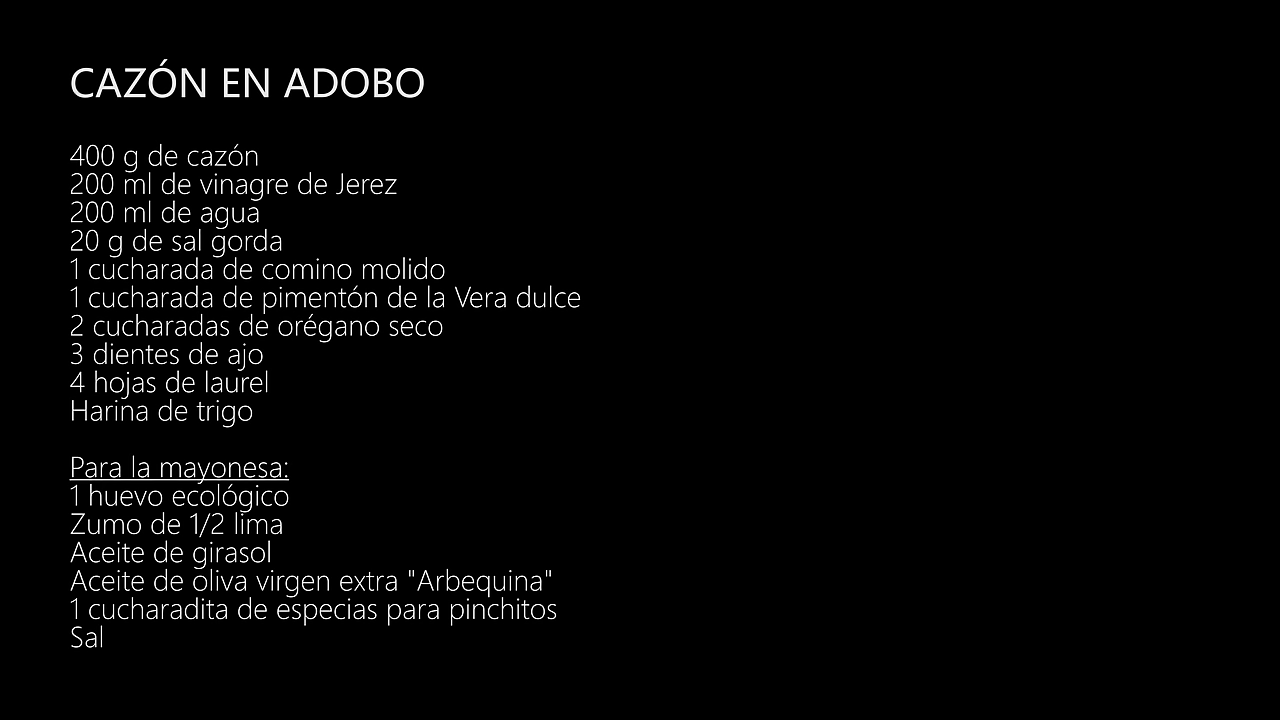 CAZÓN EN ADOBO
400 g de cazón
200 ml de vinagre de Jerez
200 ml de agua
20 g de sal gorda
1 cucharada de comino molido
1 cucharada de pimentón de la Vera dulce
2 cucharadas de orégano seco
3 dientes de ajo
4 hojas de laurel
Harina de trigo
Para la mayonesa:
1 huevo ecológico
Zumo de 1/2 lima
Aceite de girasol
Aceite de oliva virgen extra "Arbequina"
1 cucharadita de especias para pinchitos
Sal